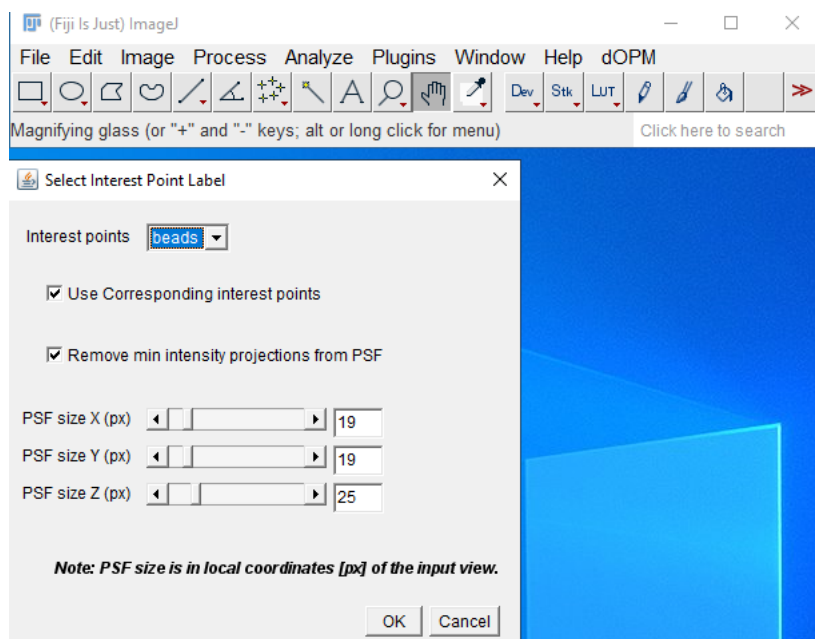 (Fiji Is Just) ImageJ
File Edit Image Process Analyze Plugins Window Help dOPM
A Dev Stk LUT >>
Magnifying glass (or "+" and "-" keys; alt or long click for menu) Click here to search
Select Interest Point Label
Interest points beads
Use Corresponding interest points
Remove min intensity projections from PSF
PSF size X (px) 19
PSF size Y (px) 19
PSF size Z (px) 25
Note: PSF size is in local coordinates [px] of the input view.
OK Cancel